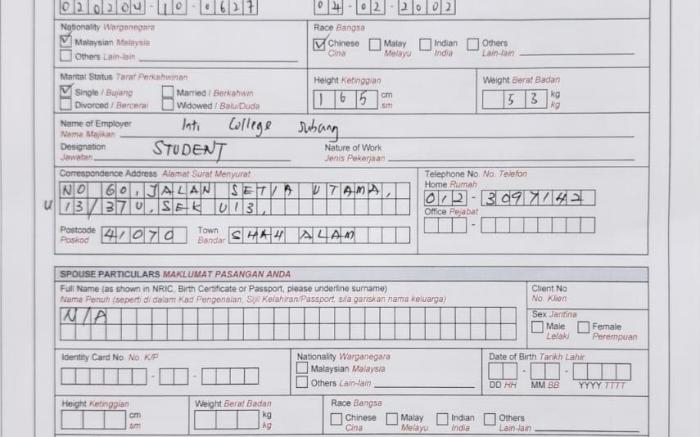 020204-10-0627 04-02-2002
Nationality Warganegara
Malaysian Malaysia
Others Lain-lain
Race Bangsa
Chinese Cina
Malay Melayu
Indian India
Others Lain-lain
Marital Status Taraf Perkahwinan
Single / Bujang
Married / Berkahwin
Divorced / Bercerai
Widowed / Balu/Duda
Height Ketinggian
165 cm sm
Weight Berat Badan
53 kg kg
Name of Employer Inti College Subang
Nama Majikan
Designation STUDENT
Jawatan
Nature of Work
Jenis Pekerjaan
Correspondence Address Alamat Surat Menyurat
NO 60, JALAN SETIA UTAMA,
U 13/37U, SEK U13,
Postcode Poskod 41070
Town Bandar SHAH ALAM
Telephone No. No. Telefon
Home Rumah
012-3097142
Office Pejabat
SPOUSE PARTICULARS MAKLUMAT PASANGAN ANDA
Full Name (as shown in NRIC, Birth Certificate or Passport, please underline surname)
Nama Penuh (seperti di dalam Kad Pengenalan, Sijil Kelahiran/Passport, sila gariskan nama keluarga)
N/A
Client No
No. Klien
Sex Jantina
Male Lelaki
Female Perempuan
Identity Card No. No. K/P
Nationality Warganegara
Malaysian Malaysia
Others Lain-lain
Date of Birth Tarikh Lahir
DD HH MM BB YYYY TTTT
Height Ketinggian
cm sm
Weight Berat Badan
kg kg
Race Bangsa
Chinese Cina
Malay Melayu
Indian India
Others Lain-lain